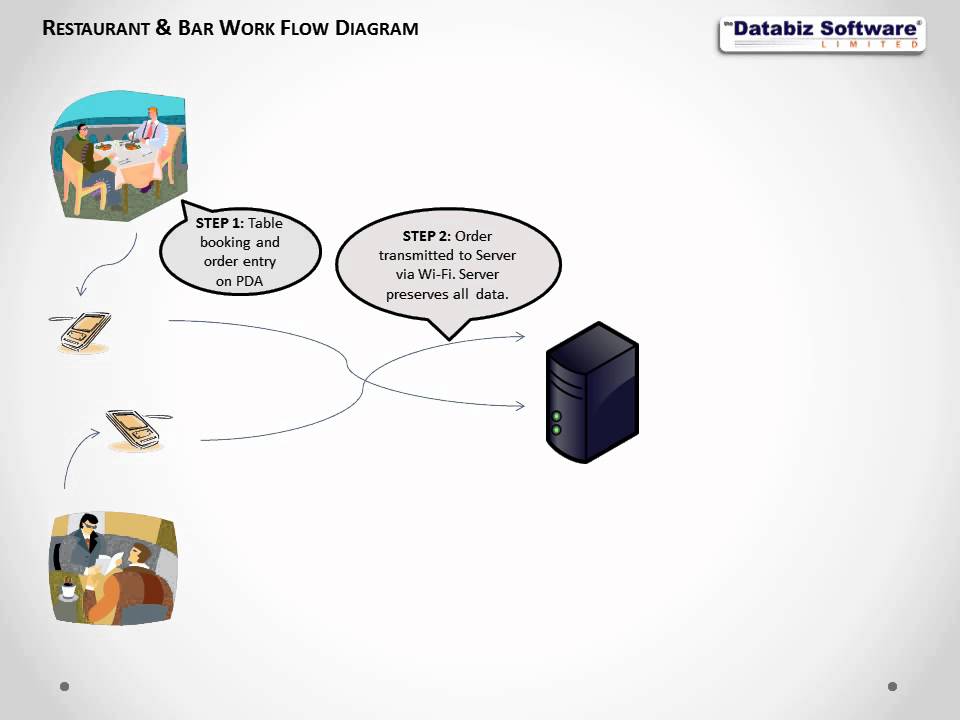 RESTAURANT & BAR WORK FLOW DIAGRAM
the Databiz Software®
LIMITED
STEP 1: Table
booking and
order entry
on PDA
STEP 2: Order
transmitted to Server
via Wi-Fi. Server
preserves all data.